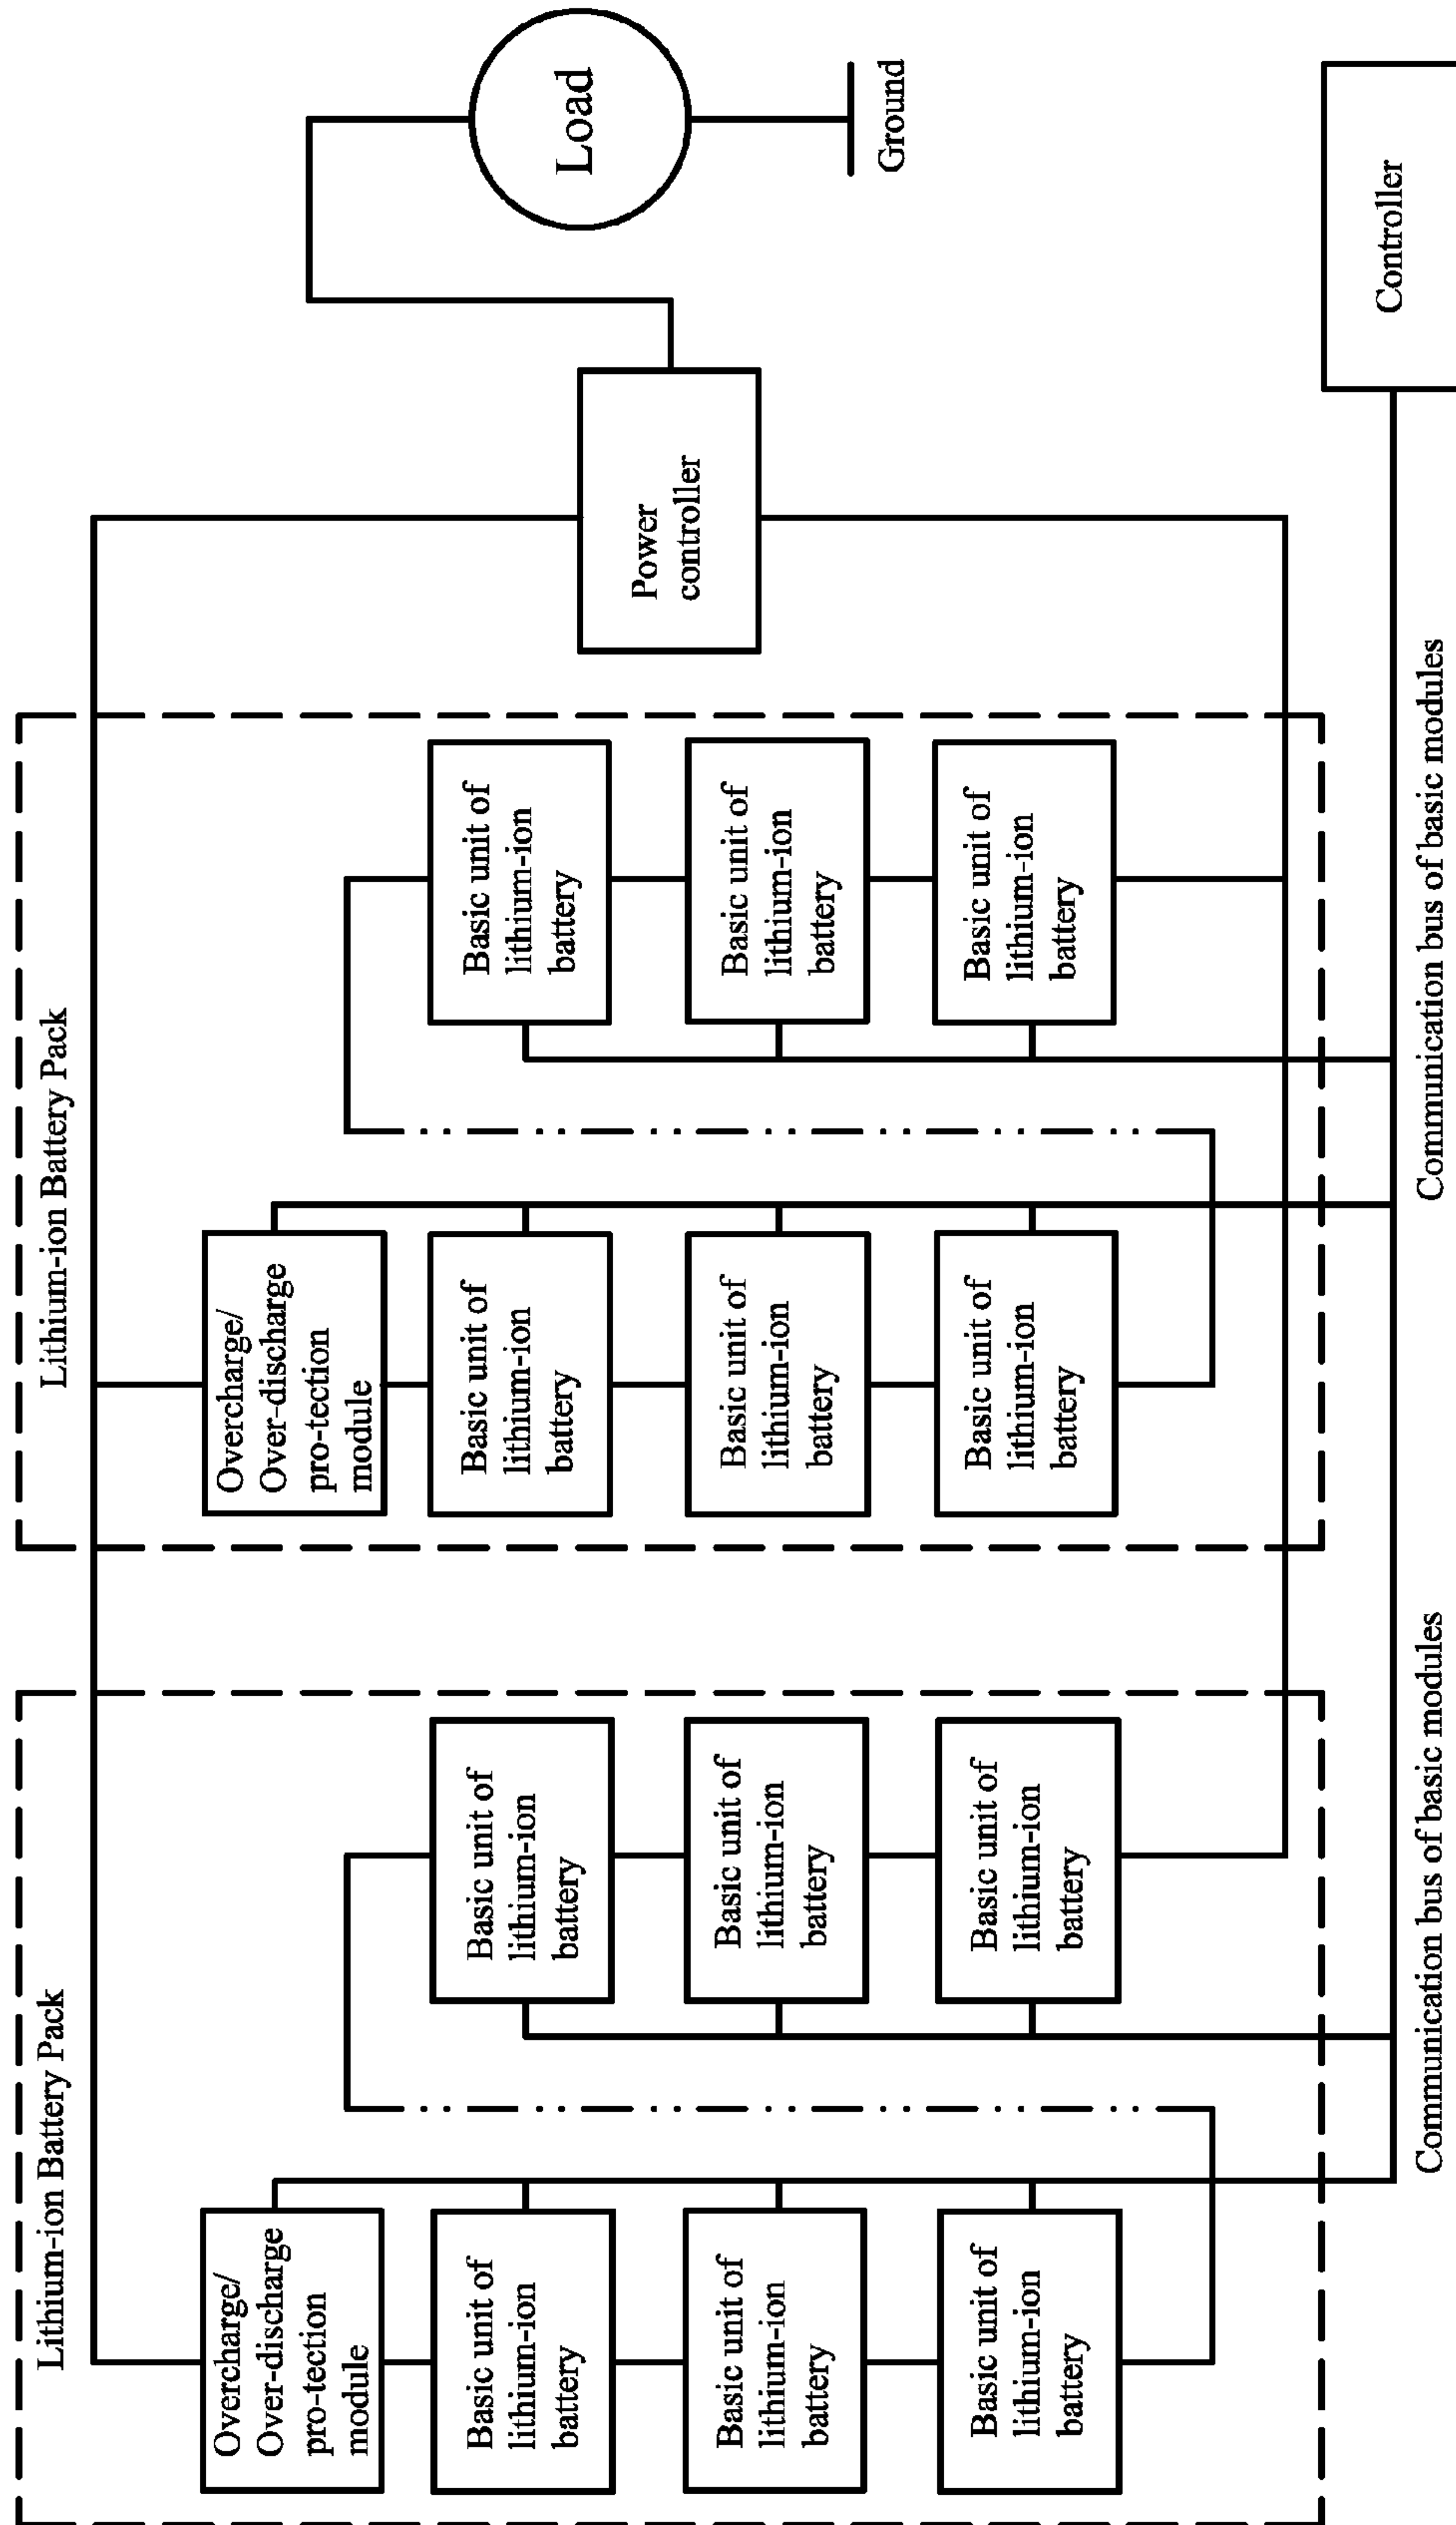 Lithium-ion Battery Pack
Overcharge/
Over-discharge
pro-tection
module
Basic unit of
lithium-ion
battery
Basic unit of
lithium-ion
battery
Basic unit of
lithium-ion
battery
Basic unit of
lithium-ion
battery
Basic unit of
lithium-ion
battery
Basic unit of
lithium-ion
battery
Communication bus of basic modules
Lithium-ion Battery Pack
Overcharge/
Over-discharge
pro-tection
module
Basic unit of
lithium-ion
battery
Basic unit of
lithium-ion
battery
Basic unit of
lithium-ion
battery
Basic unit of
lithium-ion
battery
Basic unit of
lithium-ion
battery
Basic unit of
lithium-ion
battery
Communication bus of basic modules
Power
controller
Load
Ground
Controller